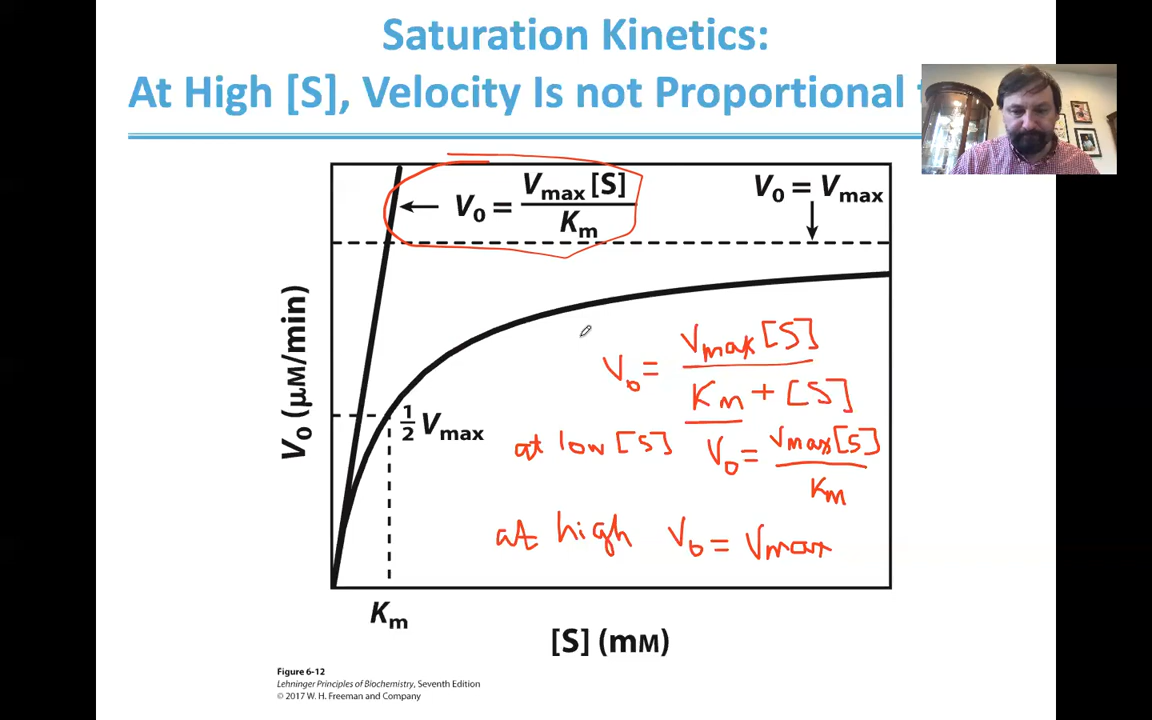 Saturation Kinetics:
At High [S], Velocity Is not Proportional
V₀ = Vmax [S] / Km
V₀ = Vmax
V₀ (μM/min)
½ Vmax
V₀ = Vmax [S] / Km + [S]
at low [S] V₀ = Vmax [S] / Km
at high V₀ = Vmax
Km
[S] (mM)
Figure 6-12
Lehninger Principles of Biochemistry, Seventh Edition
© 2017 W. H. Freeman and Company